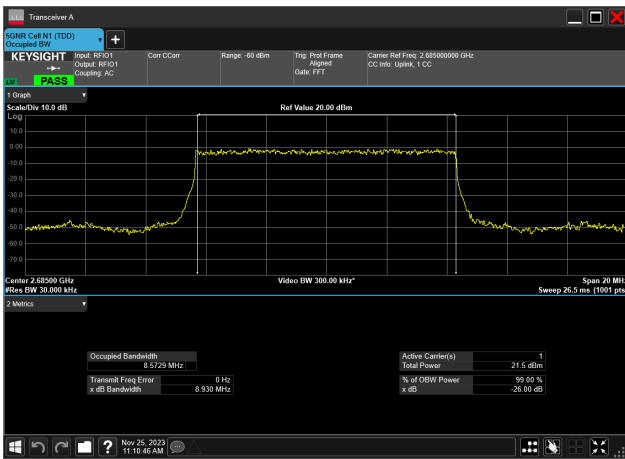 Transceiver A
5GNR Cell N1 (TDD)
Occupied BW
KEYSIGHT
Input: RFIO1
Output: RFIO1
Coupling: AC
Corr CCorr
Range: -60 dBm
Trig: Prot Frame
Aligned
Gate: FFT
Carrier Ref Freq: 2.685000000 GHz
CC Info: Uplink, 1 CC
PASS
1 Graph
Scale/Div 10.0 dB
Ref Value 20.00 dBm
Log
10.0
0.00
-10.0
-20.0
-30.0
-40.0
-50.0
-60.0
-70.0
Center 2.68500 GHz
Video BW 300.00 kHz*
Span 20 MH
#Res BW 30.000 kHz
Sweep 26.5 ms (1001 pts
2 Metrics
Occupied Bandwidth
8.5729 MHz
Active Carrier(s) 1
Total Power 21.5 dBm
Transmit Freq Error 0 Hz
x dB Bandwidth 8.930 MHz
% of OBW Power 99.00 %
x dB -26.00 dB
Nov 25, 2023
11:10:46 AM